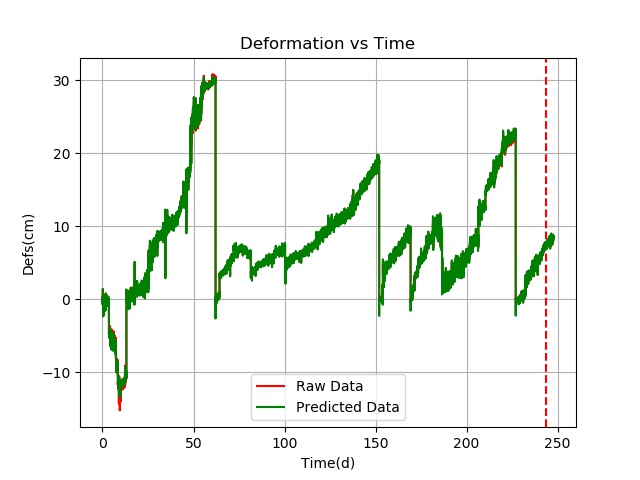 Deformation vs Time
30
20
10
0
−10
Defs(cm)
Raw Data
Predicted Data
0 50 100 150 200 250
Time(d)